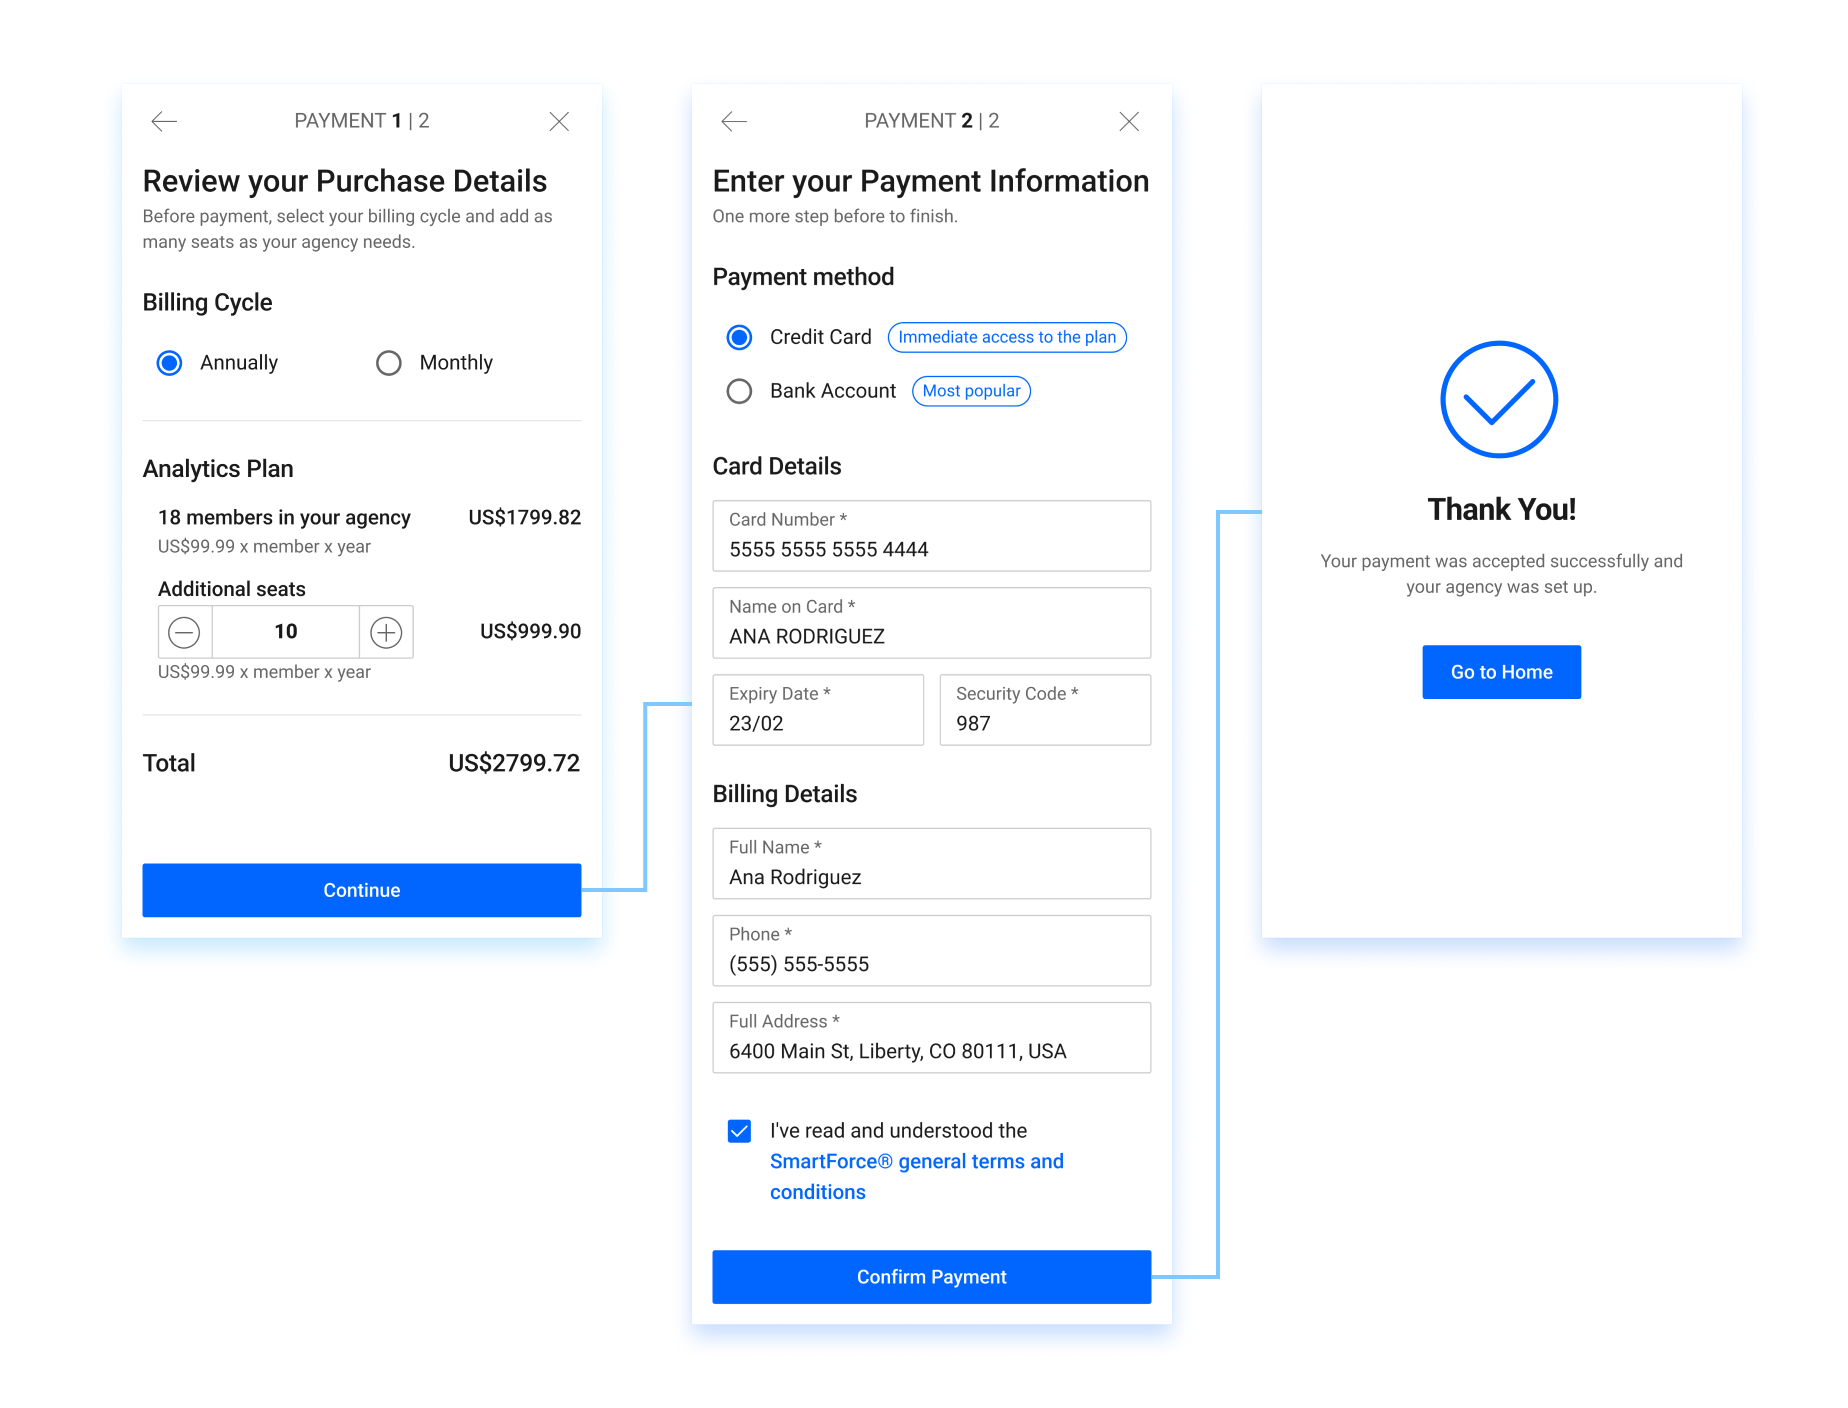 PAYMENT 1 | 2
Review your Purchase Details
Before payment, select your billing cycle and add as
many seats as your agency needs.
Billing Cycle
Annually
Monthly
Analytics Plan
18 members in your agency
US$1799.82
US$99.99 x member x year
Additional seats
10
US$999.90
US$99.99 x member x year
Total
US$2799.72
Continue
PAYMENT 2 | 2
Enter your Payment Information
One more step before to finish.
Payment method
Credit Card
Immediate access to the plan
Bank Account
Most popular
Card Details
Card Number *
5555 5555 5555 4444
Name on Card *
ANA RODRIGUEZ
Expiry Date *
23/02
Security Code *
987
Billing Details
Full Name *
Ana Rodriguez
Phone *
(555) 555-5555
Full Address *
6400 Main St, Liberty, CO 80111, USA
I've read and understood the
SmartForce® general terms and
conditions
Confirm Payment
Thank You!
Your payment was accepted successfully and
your agency was set up.
Go to Home